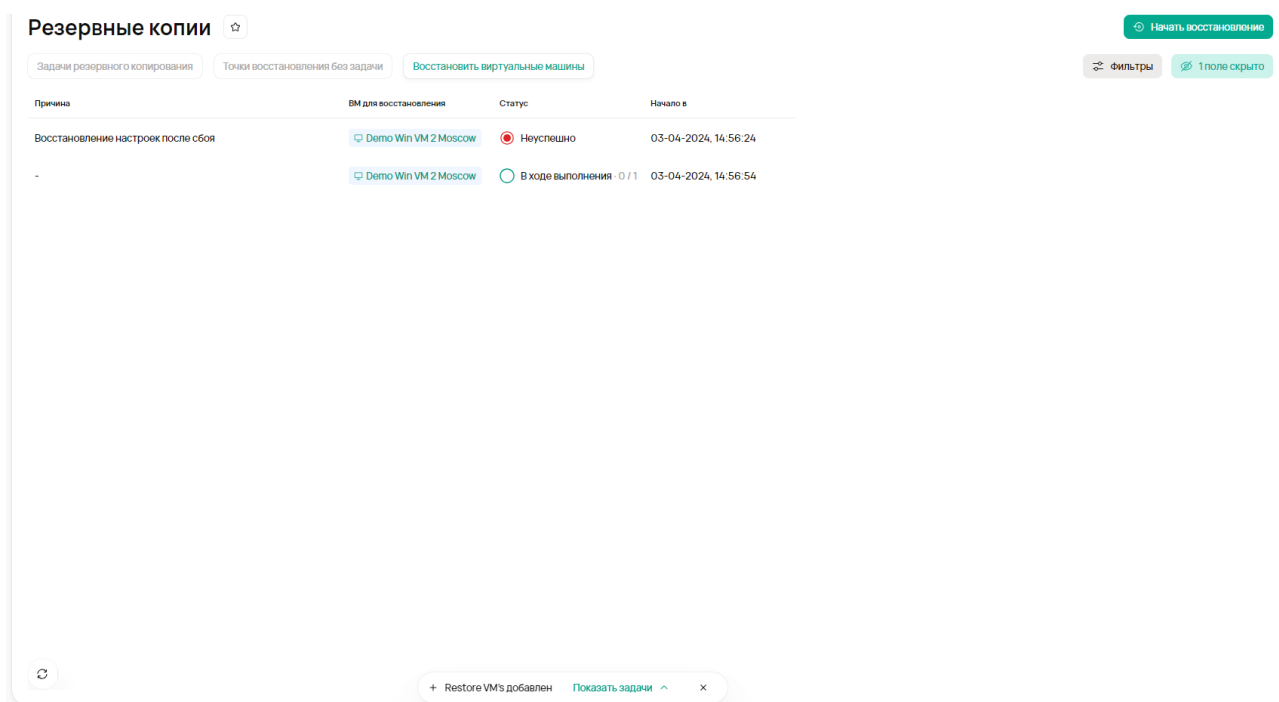 Резервные копии
Начать восстановление
Задачи резервного копирования Точки восстановления без задачи Восстановить виртуальные машины Фильтры 1 поле скрыто
Причина ВМ для восстановления Статус Начало в
Восстановление настроек после сбоя Demo Win VM 2 Moscow Неуспешно 03-04-2024, 14:56:24
- Demo Win VM 2 Moscow В ходе выполнения · 0 / 1 03-04-2024, 14:56:54
+ Restore VM's добавлен Показать задачи